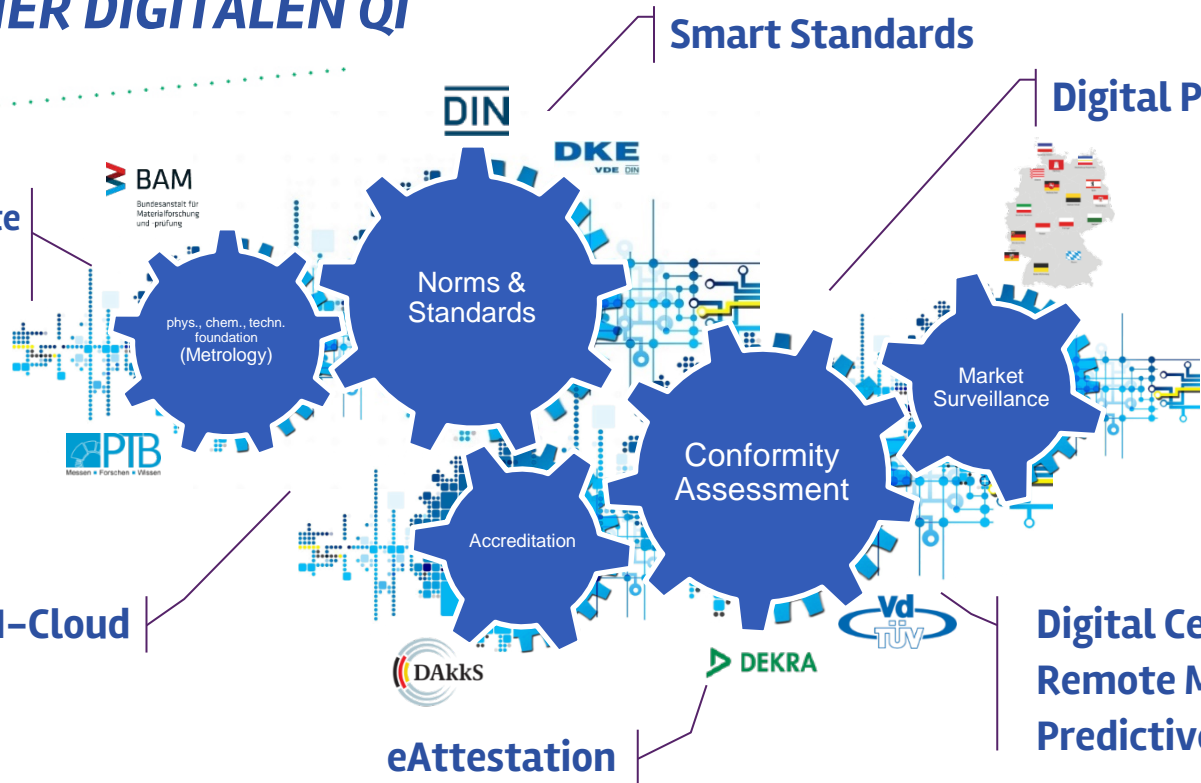 ER DIGITALEN QI
Smart Standards
Digital P
DIN
DKE
VDE DIN
BAM
Bundesanstalt für
Materialforschung
und -prüfung
te
Norms &
Standards
phys., chem., techn.
foundation
(Metrology)
Market
Surveillance
PTB
Messen ▪ Forschen ▪ Wissen
Conformity
Assessment
Accreditation
-Cloud
Vd
TÜV
DAkkS
DEKRA
Digital Ce
Remote M
Predictive
eAttestation